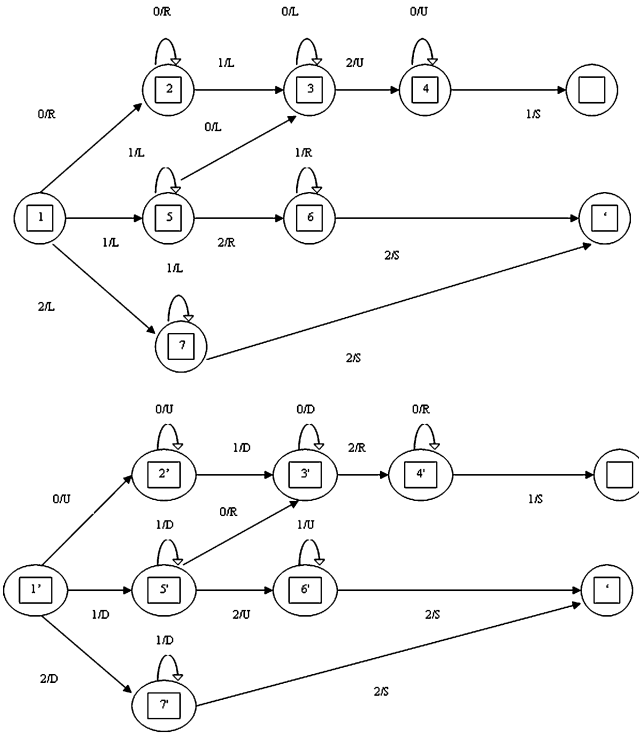 0/R
0/L
0/U
1/L
2/U
2
3
4
0/R
0/L
1/S
1/L
1/R
1
5
6
‘
1/L
2/R
2/S
1/L
2/L
7
2/S
0/U
0/D
0/R
1/D
2/R
2’
3'
4'
0/U
0/R
1/S
1/D
1/U
1’
5'
6'
‘
1/D
2/U
2/S
1/D
2/D
7'
2/S